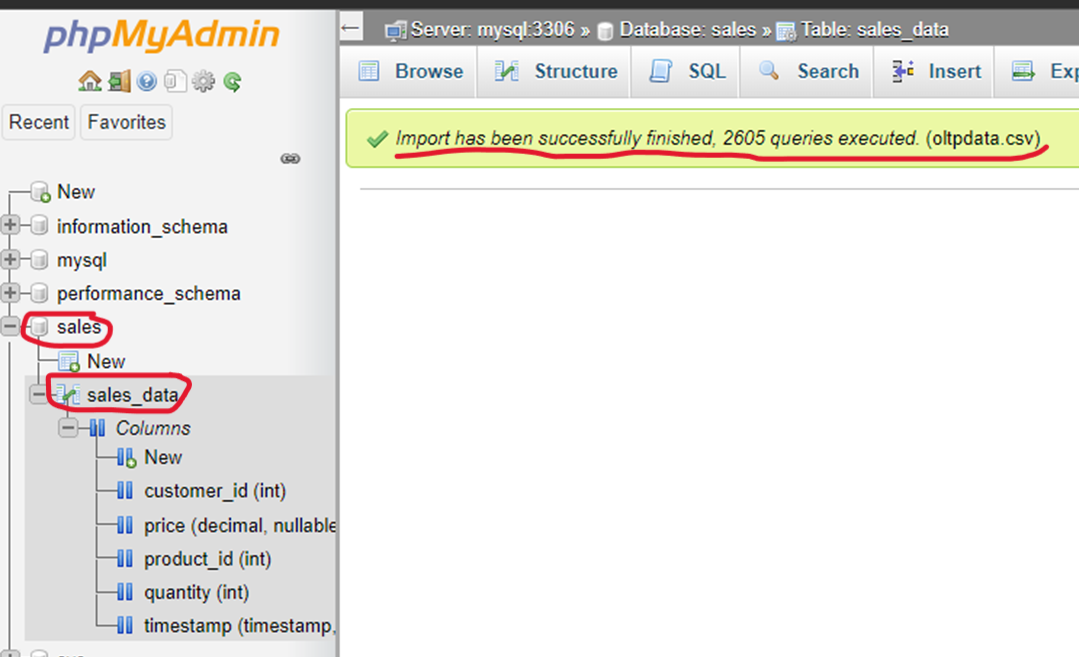 phpMyAdmin
Recent Favorites
New
information_schema
mysql
performance_schema
sales
New
sales_data
Columns
New
customer_id (int)
price (decimal, nullable
product_id (int)
quantity (int)
timestamp (timestamp,
Server: mysql:3306 » Database: sales » Table: sales_data
Browse Structure SQL Search Insert Exp
Import has been successfully finished, 2605 queries executed. (oltpdata.csv)